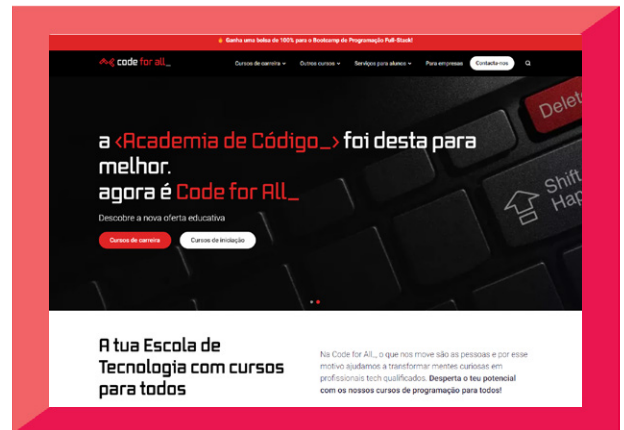 Ganha uma bolsa de 100% para o Bootcamp de Programação Full-Stack!
code for all_
Cursos de carreira
Outros cursos
Serviços para alunos
Para empresas
Contacta-nos
a <Academia de Código_> foi desta para
melhor.
agora é Code for All_
Descobre a nova oferta educativa
Cursos de carreira
Cursos de iniciação
Delet
Shift
Hap
A tua Escola de
Tecnologia com cursos
para todos
Na Code for All_, o que nos move são as pessoas e por esse
motivo ajudamos a transformar mentes curiosas em
profissionais tech qualificados. Desperta o teu potencial
com os nossos cursos de programação para todos!